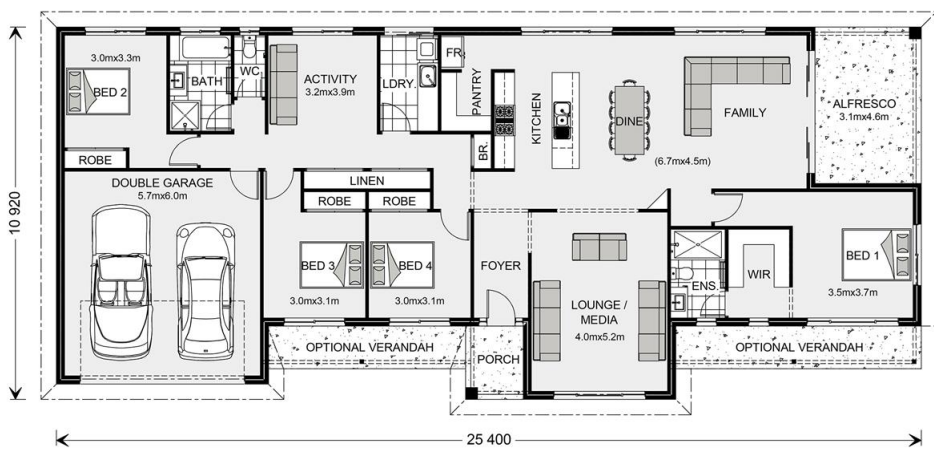 3.0mx3.3m
BED 2
BATH
WC
ACTIVITY
3.2mx3.9m
LDRY.
FR.
PANTRY
KITCHEN
DINE
FAMILY
(6.7mx4.5m)
ALFRESCO
3.1mx4.6m
ROBE
BR.
DOUBLE GARAGE
5.7mx6.0m
LINEN
ROBE
ROBE
BED 3
3.0mx3.1m
BED 4
3.0mx3.1m
FOYER
LOUNGE /
MEDIA
4.0mx5.2m
ENS.
WIR
BED 1
3.5mx3.7m
OPTIONAL VERANDAH
PORCH
OPTIONAL VERANDAH
10 920
25 400